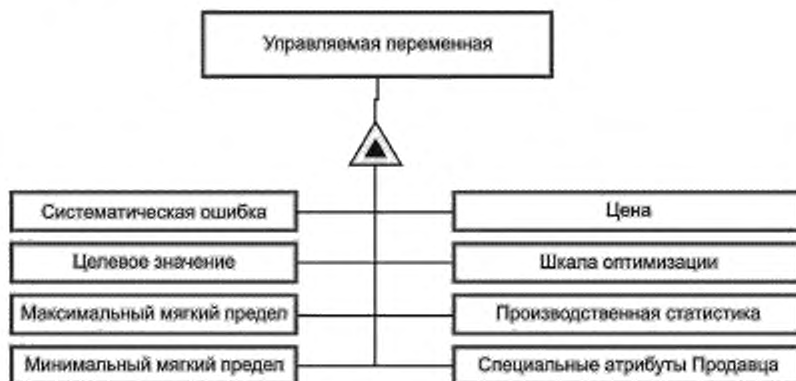 Управляемая переменная
Систематическая ошибка
Цена
Целевое значение
Шкала оптимизации
Максимальный мягкий предел
Производственная статистика
Минимальный мягкий предел
Специальные атрибуты Продавца